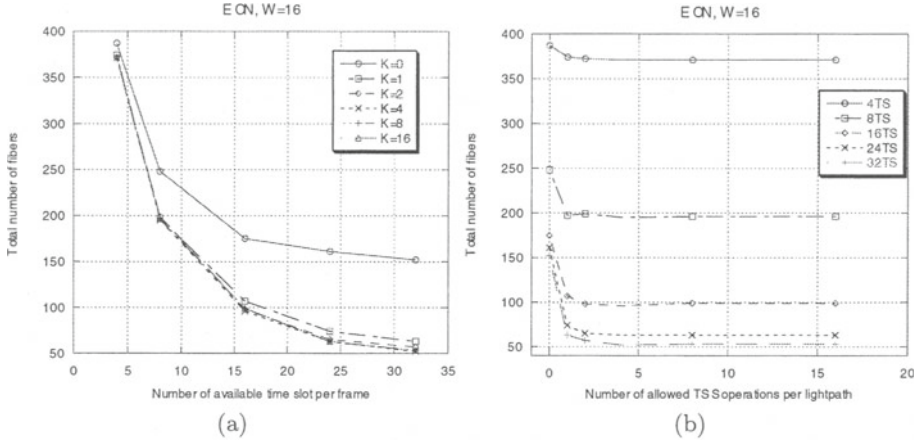 EON, W=16
400
350
300
250
200
150
100
50
0
5
10
15
20
25
30
35
Total number of fibers
Number of available time slot per frame
K=0
K=1
K=2
K=4
K=8
K=16
(a)
EON, W=16
400
350
300
250
200
150
100
50
0
5
10
15
20
Total number of fibers
Number of allowed TSS operations per lightpath
4TS
8TS
16TS
24TS
32TS
(b)